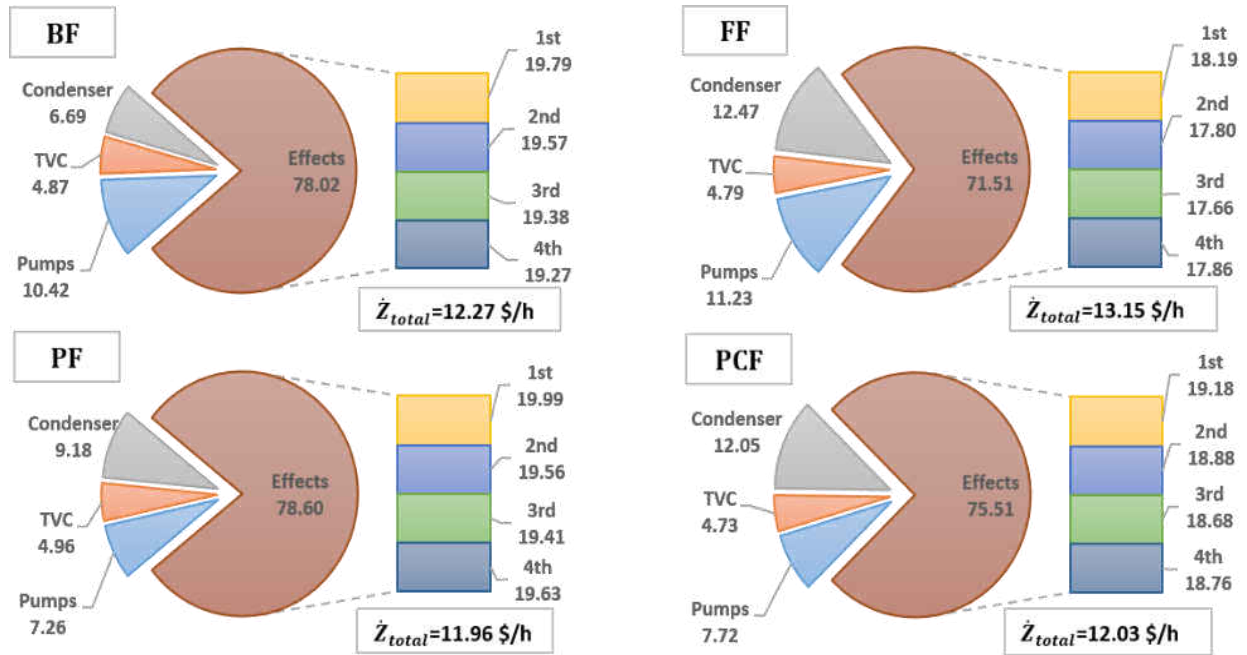 BF
Condenser
6.69
TVC
4.87
Pumps
10.42
Effects
78.02
1st
19.79
2nd
19.57
3rd
19.38
4th
19.27
Ż total=12.27 $/h
FF
Condenser
12.47
TVC
4.79
Pumps
11.23
Effects
71.51
1st
18.19
2nd
17.80
3rd
17.66
4th
17.86
Ż total=13.15 $/h
PF
Condenser
9.18
TVC
4.96
Pumps
7.26
Effects
78.60
1st
19.99
2nd
19.56
3rd
19.41
4th
19.63
Ż total=11.96 $/h
PCF
Condenser
12.05
TVC
4.73
Pumps
7.72
Effects
75.51
1st
19.18
2nd
18.88
3rd
18.68
4th
18.76
Ż total=12.03 $/h